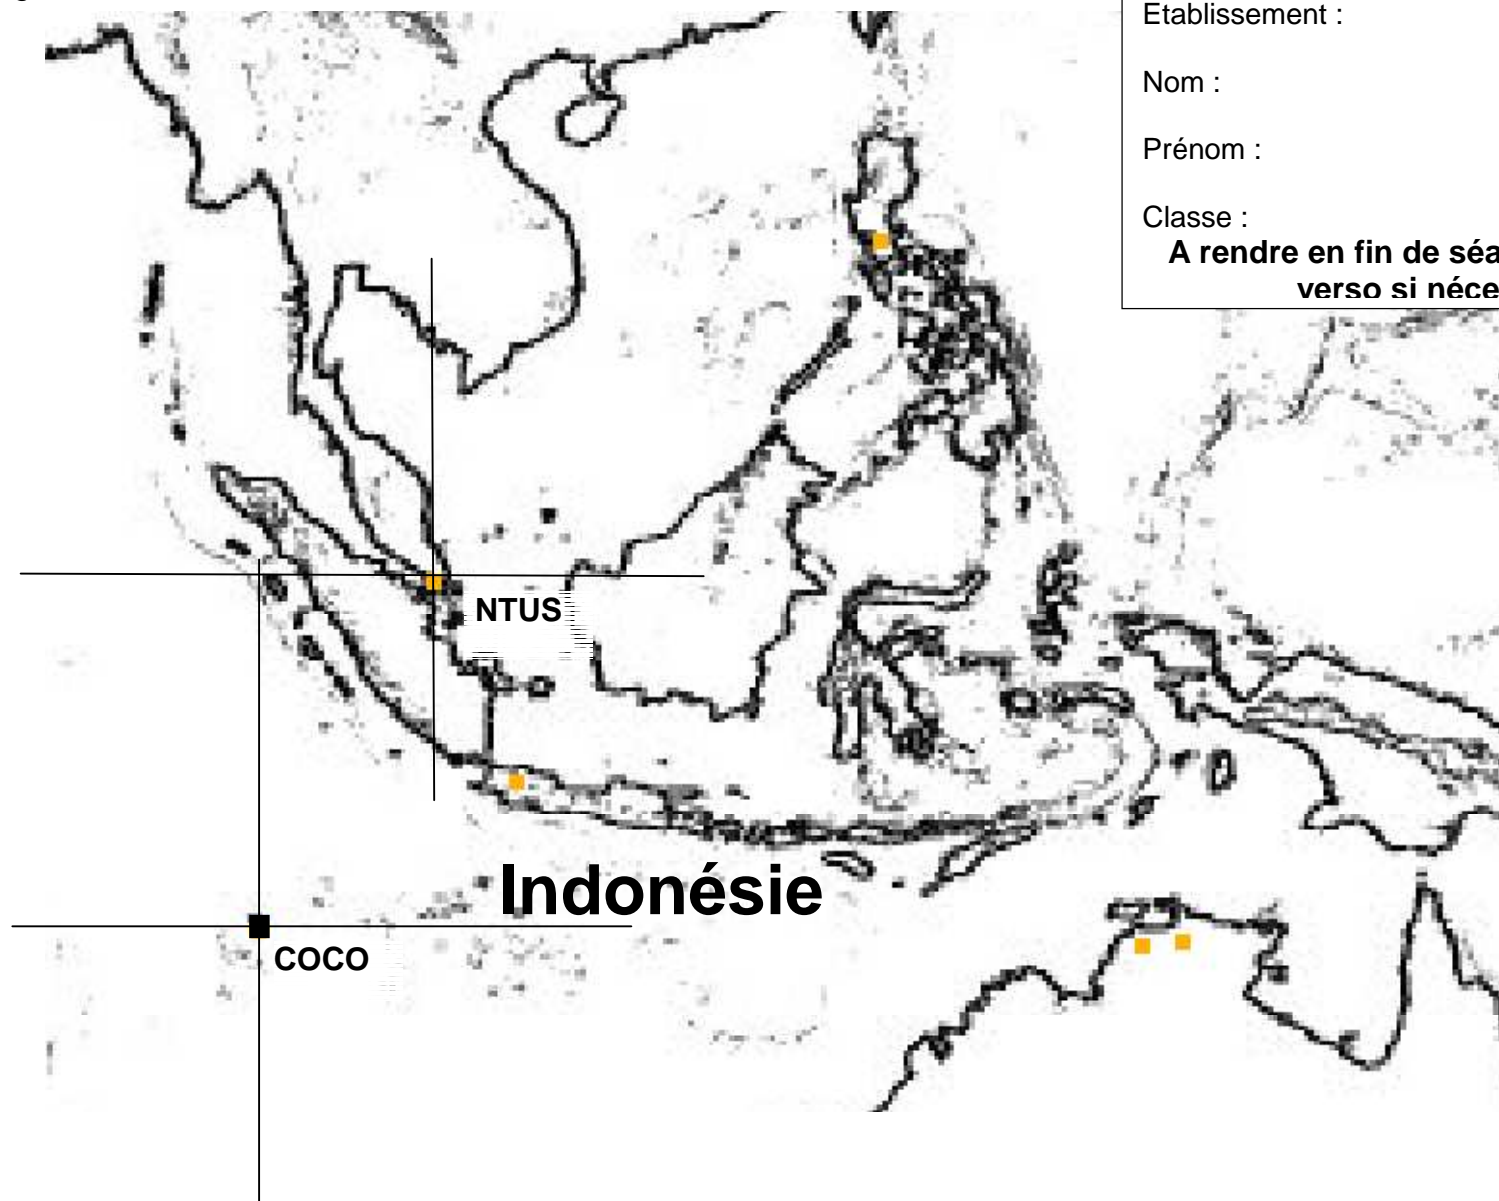 Etablissement :
Nom :
Prénom :
Classe :
A rendre en fin de séa
verso si néce
NTUS
Indonésie
COCO